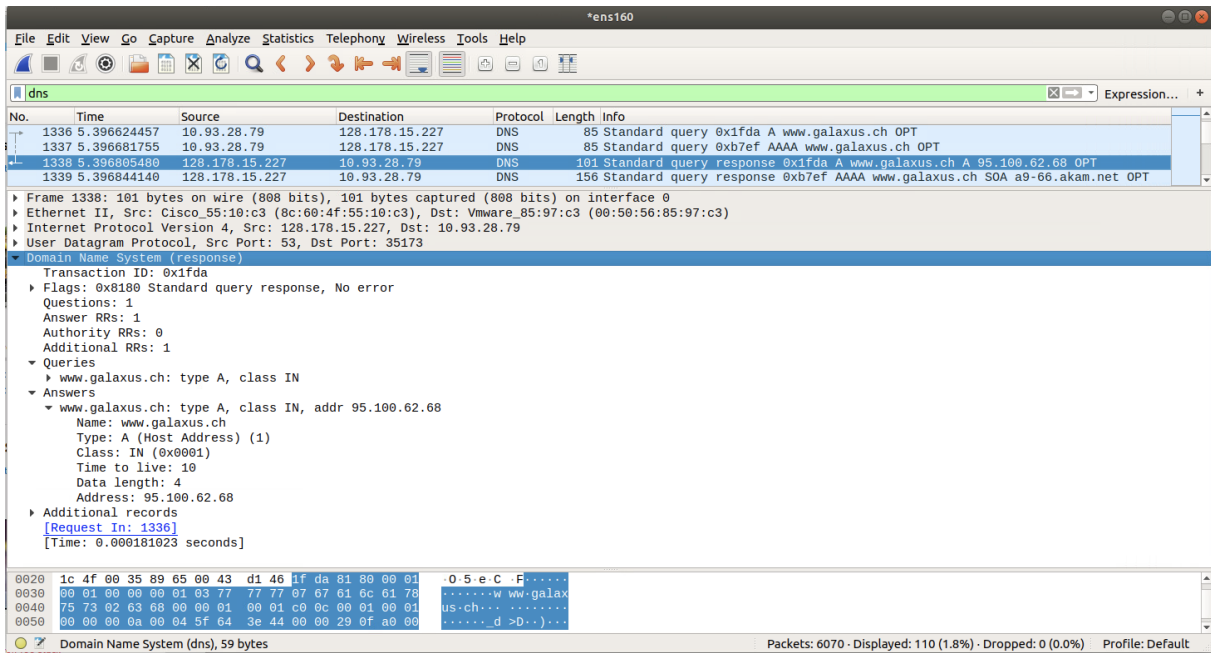 *ens160
File Edit View Go Capture Analyze Statistics Telephony Wireless Tools Help
dns Expression... +
No. Time Source Destination Protocol Length Info
1336 5.396624457 10.93.28.79 128.178.15.227 DNS 85 Standard query 0x1fda A www.galaxus.ch OPT
1337 5.396681755 10.93.28.79 128.178.15.227 DNS 85 Standard query 0xb7ef AAAA www.galaxus.ch OPT
1338 5.396805480 128.178.15.227 10.93.28.79 DNS 101 Standard query response 0x1fda A www.galaxus.ch A 95.100.62.68 OPT
1339 5.396844140 128.178.15.227 10.93.28.79 DNS 156 Standard query response 0xb7ef AAAA www.galaxus.ch SOA a9-66.akam.net OPT
Frame 1338: 101 bytes on wire (808 bits), 101 bytes captured (808 bits) on interface 0
Ethernet II, Src: Cisco_55:10:c3 (8c:60:4f:55:10:c3), Dst: Vmware_85:97:c3 (00:50:56:85:97:c3)
Internet Protocol Version 4, Src: 128.178.15.227, Dst: 10.93.28.79
User Datagram Protocol, Src Port: 53, Dst Port: 35173
Domain Name System (response)
Transaction ID: 0x1fda
Flags: 0x8180 Standard query response, No error
Questions: 1
Answer RRs: 1
Authority RRs: 0
Additional RRs: 1
Queries
www.galaxus.ch: type A, class IN
Answers
www.galaxus.ch: type A, class IN, addr 95.100.62.68
Name: www.galaxus.ch
Type: A (Host Address) (1)
Class: IN (0x0001)
Time to live: 10
Data length: 4
Address: 95.100.62.68
Additional records
[Request In: 1336]
[Time: 0.000181023 seconds]
0020 1c 4f 00 35 89 65 00 43 d1 46 1f da 81 80 00 01 ·O·5·e·C ·F······
0030 00 01 00 00 00 01 03 77 77 77 07 67 61 6c 61 78 ·······w ww·galax
0040 75 73 02 63 68 00 00 01 00 01 c0 0c 00 01 00 01 us·ch··· ········
0050 00 00 00 0a 00 04 5f 64 3e 44 00 00 29 0f a0 00 ······_d >D··)···
Domain Name System (dns), 59 bytes Packets: 6070 · Displayed: 110 (1.8%) · Dropped: 0 (0.0%) Profile: Default